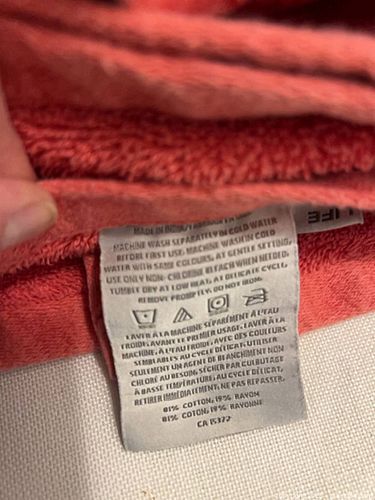 LIFE
MACHINE WASH SEPARATELY IN COLD WATER
BEFORE FIRST USE. MACHINE WASH IN COLD
WATER WITH SAME COLOURS, AT GENTLE SETTING,
USE ONLY NON-CHLORINE BLEACH WHEN NEEDED.
TUMBLE DRY AT LOW HEAT, AT DELICATE CYCLE.
REMOVE PROMPTLY. DO NOT IRON.
LAVER À LA MACHINE SÉPARÉMENT À L'EAU
FROIDE, AVANT LE PREMIER USAGE. LAVER À LA
MACHINE, À L'EAU FROIDE, AVEC DES COULEURS
SEMBLABLES AU CYCLE DÉLICAT. UTILISER
SEULEMENT UN AGENT DE BLANCHIMENT NON
CHLORÉ AU BESOIN. SÉCHER PAR CULBUTAGE
À BASSE TEMPÉRATURE, AU CYCLE DÉLICAT.
RETIRER IMMÉDIATEMENT. NE PAS REPASSER.
81% COTTON, 19% RAYON
81% COTON, 19% RAYONNE
CA 15372